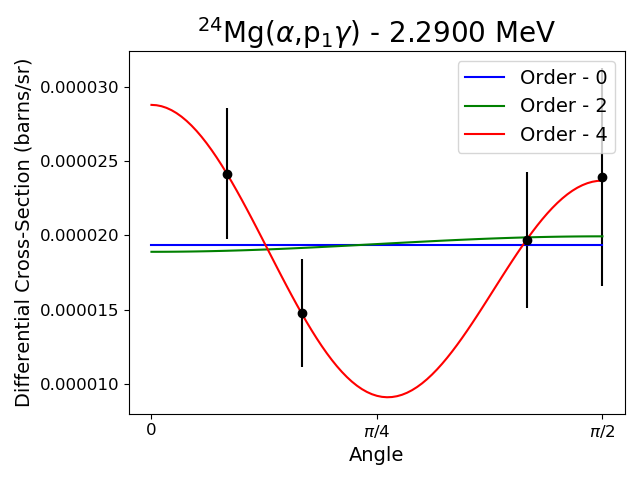 ²⁴Mg(α,p₁γ) - 2.2900 MeV
Differential Cross-Section (barns/sr)
0.000030
0.000025
0.000020
0.000015
0.000010
Order - 0
Order - 2
Order - 4
0
π/4
π/2
Angle